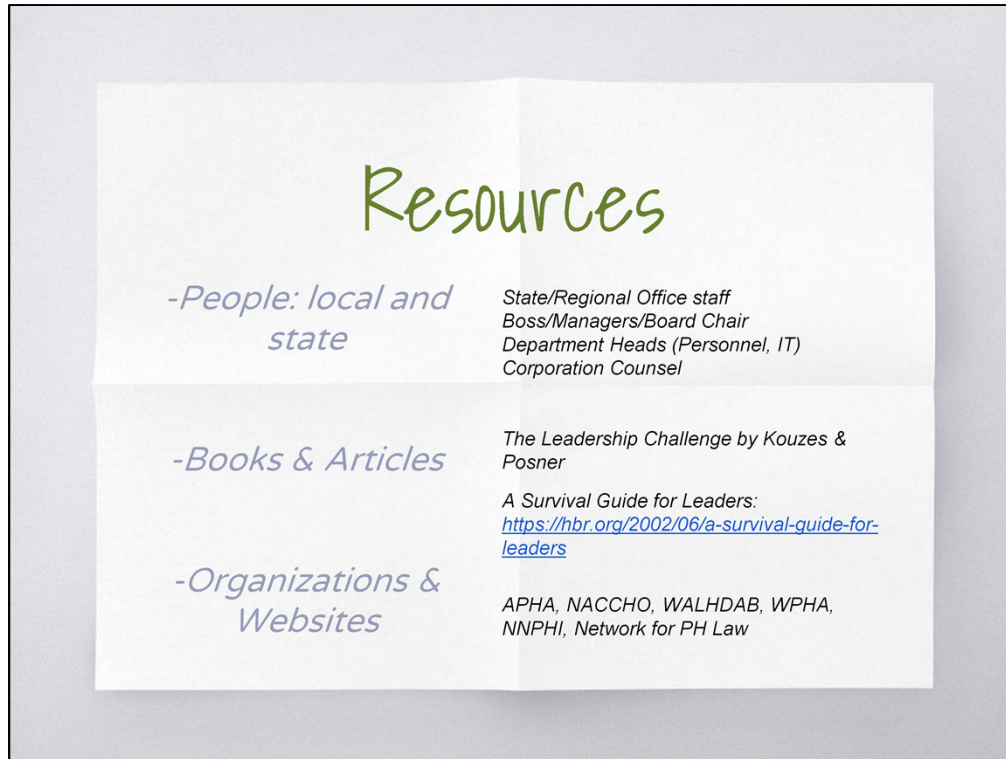 Resources
-People: local and
state
State/Regional Office staff
Boss/Managers/Board Chair
Department Heads (Personnel, IT)
Corporation Counsel
-Books & Articles
The Leadership Challenge by Kouzes &
Posner
A Survival Guide for Leaders:
https://hbr.org/2002/06/a-survival-guide-for-
leaders
-Organizations &
Websites
APHA, NACCHO, WALHDAB, WPHA,
NNPHI, Network for PH Law